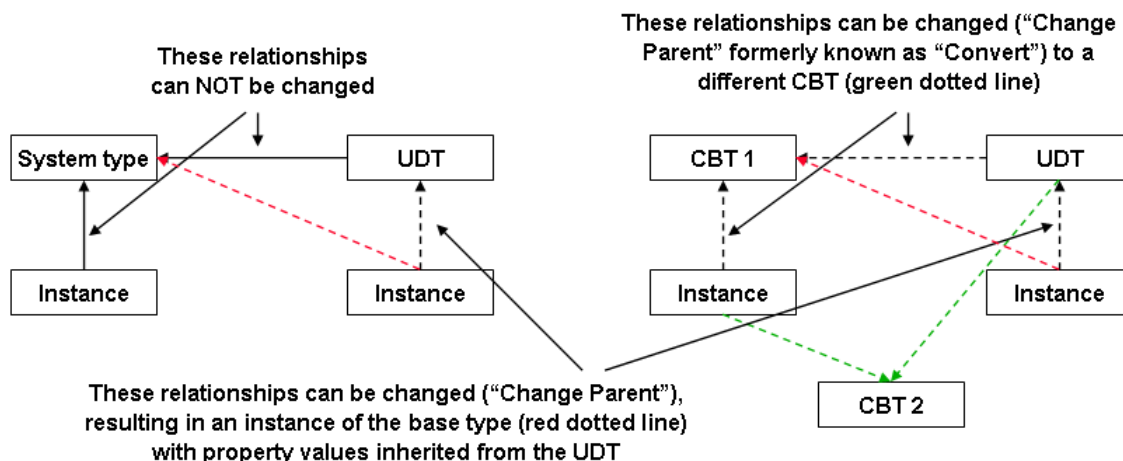 These relationships
can NOT be changed
These relationships can be changed (“Change
Parent” formerly known as “Convert”) to a
different CBT (green dotted line)
System type
UDT
CBT 1
UDT
Instance
Instance
Instance
Instance
These relationships can be changed (“Change Parent”),
resulting in an instance of the base type (red dotted line)
with property values inherited from the UDT
CBT 2